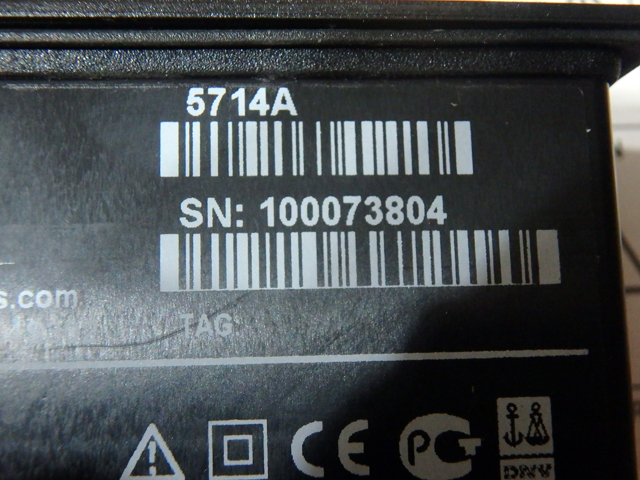 5714A
SN: 100073804
s.com
TAG:
CE
DNV